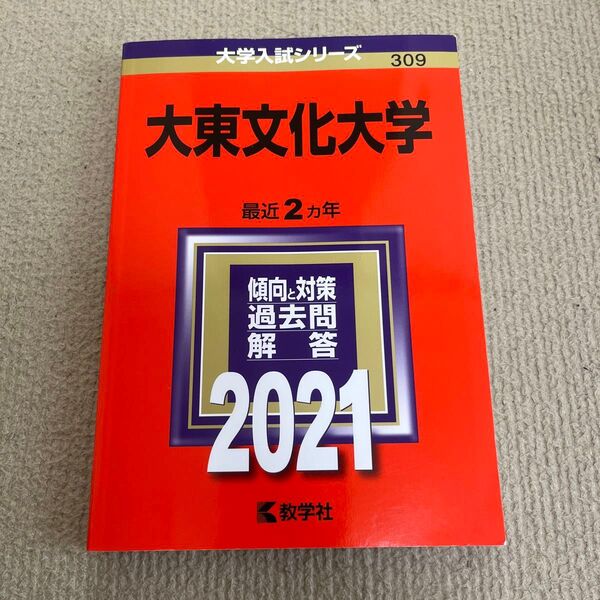 大学入試シリーズ
309
大東文化大学
最近2カ年
傾向と対策
過去問
解答
2021
教学社